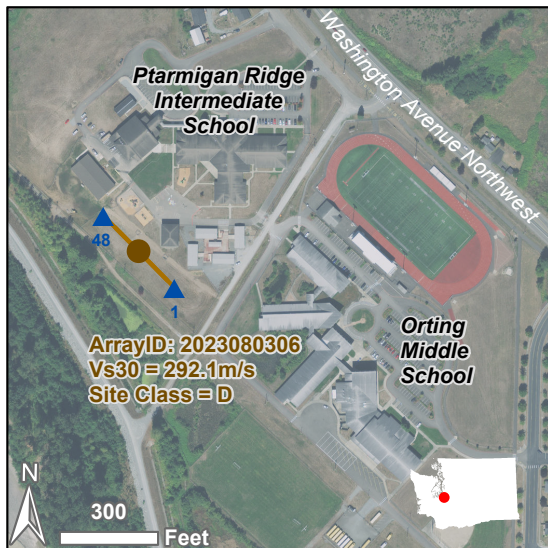 Ptarmigan Ridge
Intermediate
School
Washington Avenue Northwest
48
1
ArrayID: 2023080306
Vs30 = 292.1m/s
Site Class = D
Orting
Middle
School
N
300
Feet